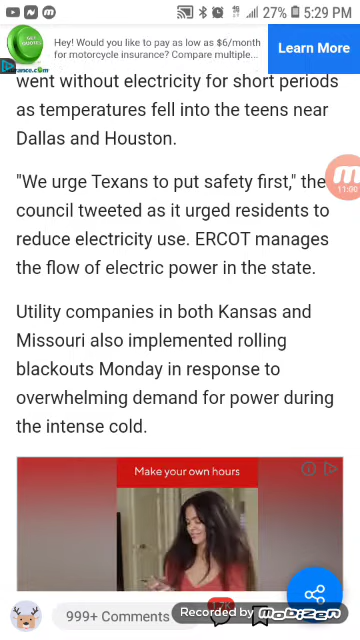 27% 5:29 PM
GET QUOTES
Hey! Would you like to pay as low as $6/month
for motorcycle insurance? Compare multiple...
Learn More
went without electricity for short periods
as temperatures fell into the teens near
Dallas and Houston.
"We urge Texans to put safety first," the
11:00
council tweeted as it urged residents to
reduce electricity use. ERCOT manages
the flow of electric power in the state.
Utility companies in both Kansas and
Missouri also implemented rolling
blackouts Monday in response to
overwhelming demand for power during
the intense cold.
Make your own hours
999+ Comments
Recorded by mobizen